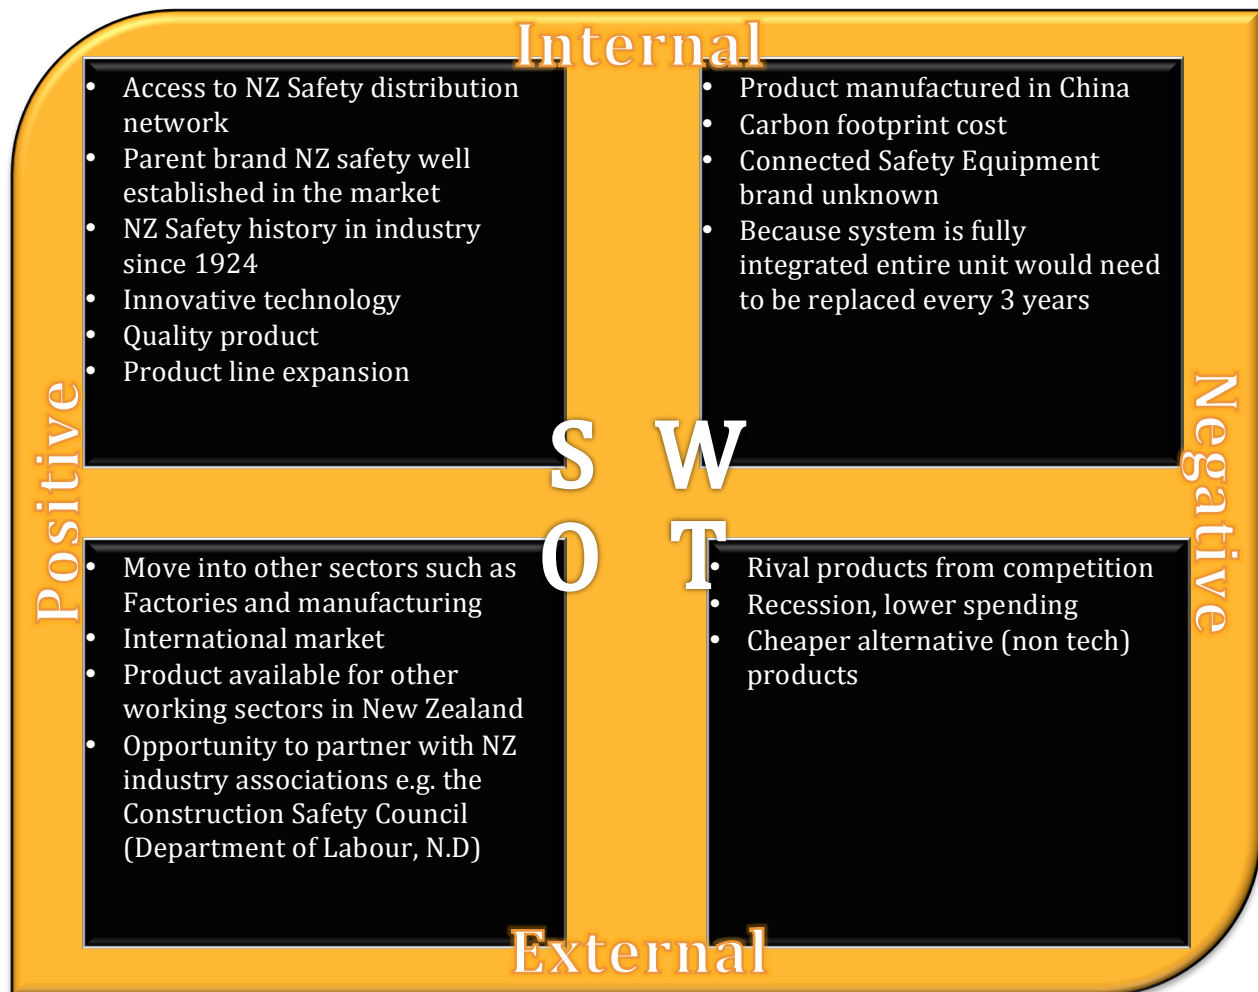 Internal
• Access to NZ Safety distribution
network
• Parent brand NZ safety well
established in the market
• NZ Safety history in industry
since 1924
• Innovative technology
• Quality product
• Product line expansion
• Product manufactured in China
• Carbon footprint cost
• Connected Safety Equipment
brand unknown
• Because system is fully
integrated entire unit would need
to be replaced every 3 years
Positive
Negative
S W
O T
• Move into other sectors such as
Factories and manufacturing
• International market
• Product available for other
working sectors in New Zealand
• Opportunity to partner with NZ
industry associations e.g. the
Construction Safety Council
(Department of Labour, N.D)
• Rival products from competition
• Recession, lower spending
• Cheaper alternative (non tech)
products
External